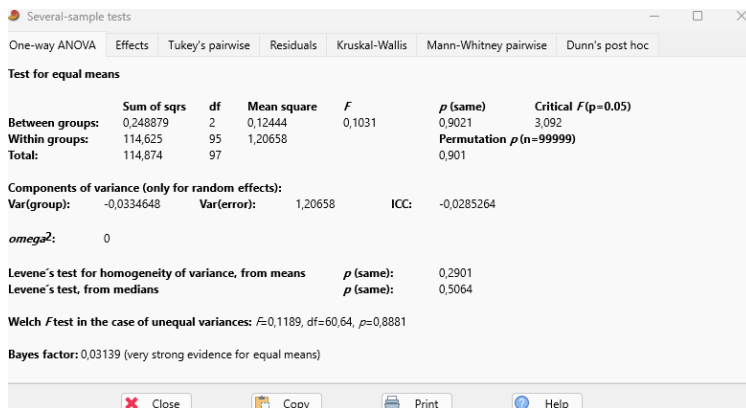 Several-sample tests
One-way ANOVA Effects Tukey's pairwise Residuals Kruskal-Wallis Mann-Whitney pairwise Dunn's post hoc
Test for equal means
Sum of sqrs df Mean square F p (same) Critical F (p=0.05)
Between groups: 0,248879 2 0,12444 0,1031 0,9021 3,092
Within groups: 114,625 95 1,20658 Permutation p (n=99999)
Total: 114,874 97 0,901
Components of variance (only for random effects):
Var(group): -0,0334648 Var(error): 1,20658 ICC: -0,0285264
omega2: 0
Levene´s test for homogeneity of variance, from means p (same): 0,2901
Levene´s test, from medians p (same): 0,5064
Welch F test in the case of unequal variances: F=0,1189, df=60,64, p=0,8881
Bayes factor: 0,03139 (very strong evidence for equal means)
Close Copy Print Help